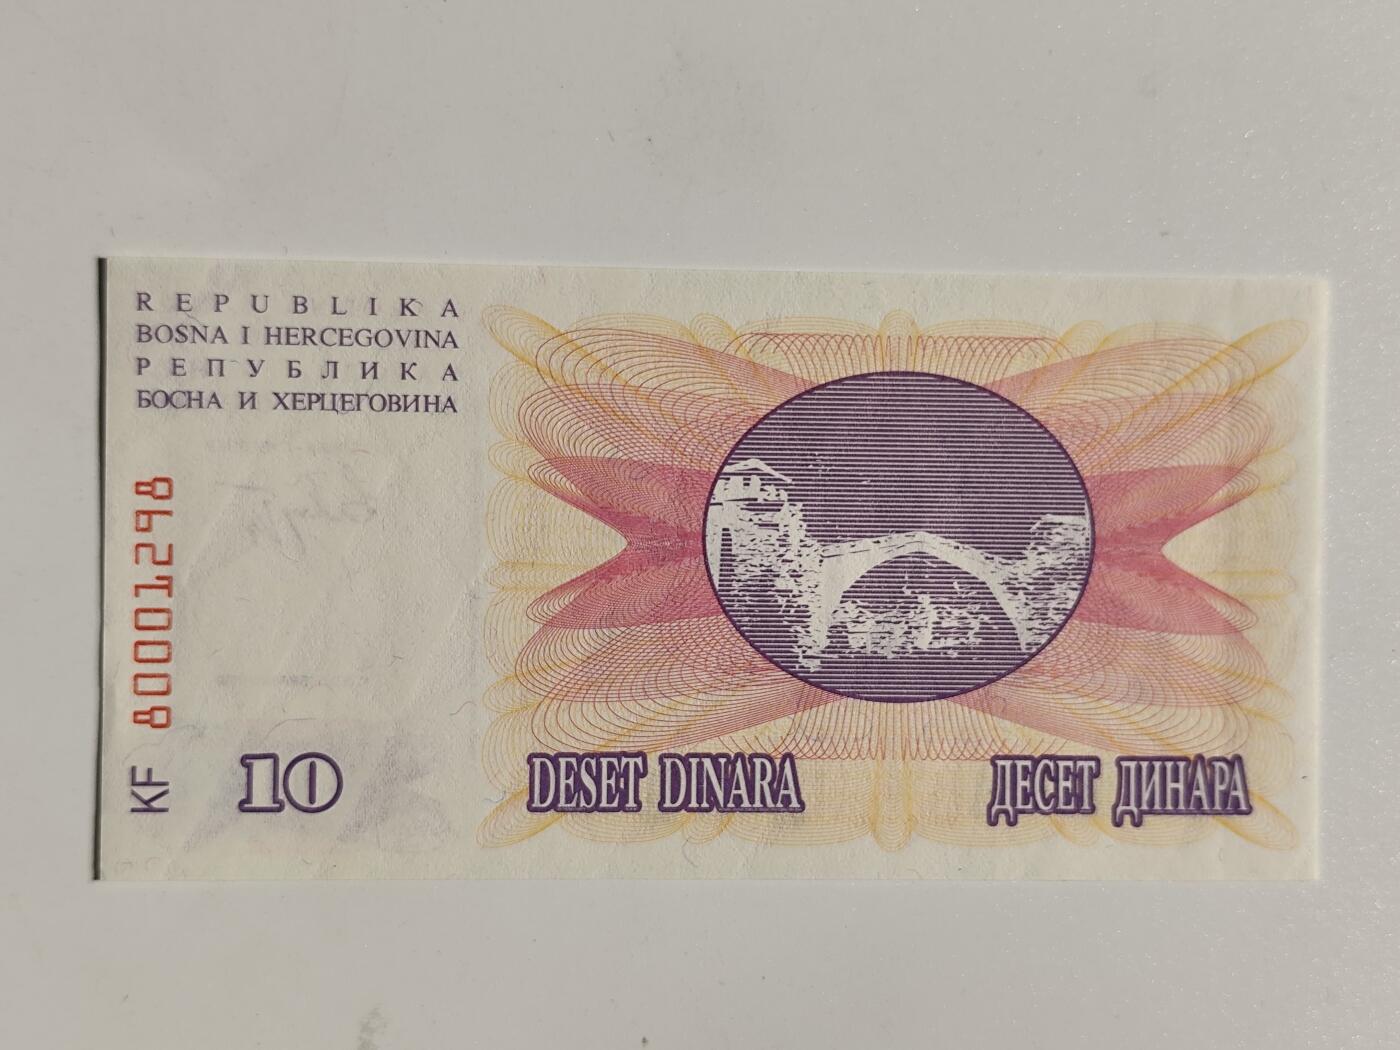 REPUBLIKA
BOSNA I HERCEGOVINA
РЕПУБЛИКА
БОСНА И ХЕРЦЕГОВИНА
KF 80001298
10
DESET DINARA
ДЕСЕТ ДИНАРА